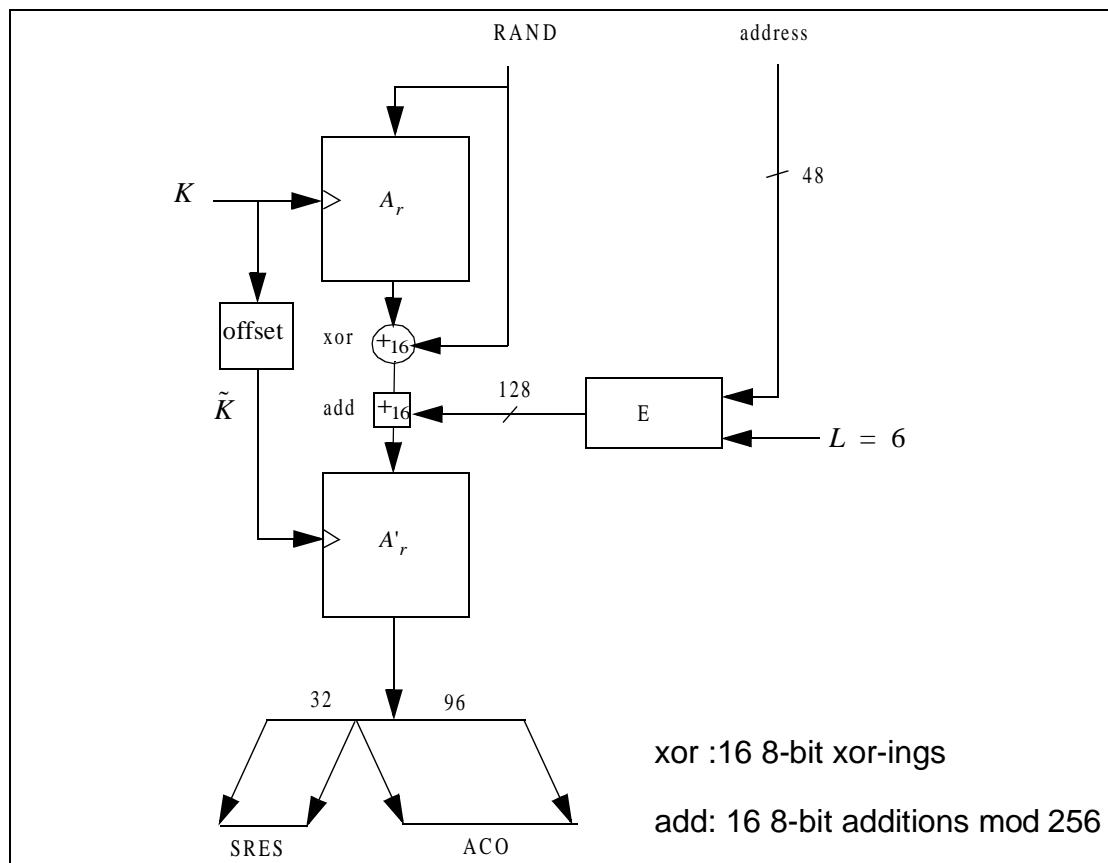 RAND
address
48
K
A_r
offset
xor
+16
K̃
add
+16
128
E
L = 6
A'_r
32
96
xor :16 8-bit xor-ings
add: 16 8-bit additions mod 256
SRES
ACO